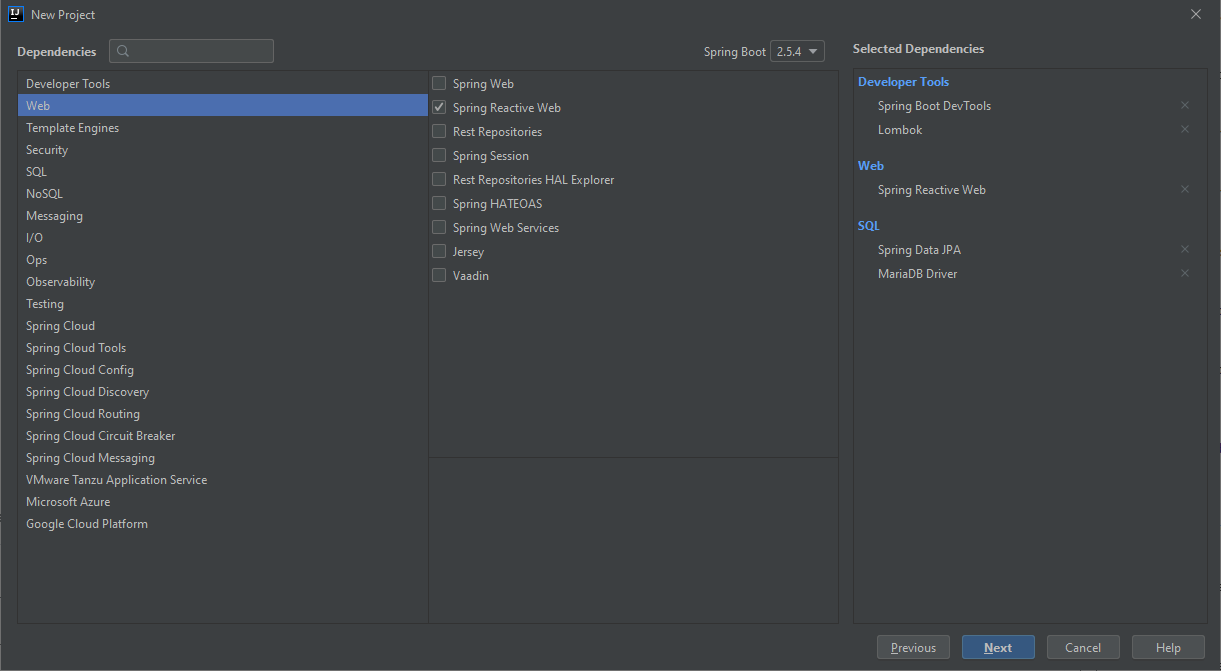 IJ New Project
Dependencies
Spring Boot 2.5.4
Selected Dependencies
Developer Tools
Web
Template Engines
Security
SQL
NoSQL
Messaging
I/O
Ops
Observability
Testing
Spring Cloud
Spring Cloud Tools
Spring Cloud Config
Spring Cloud Discovery
Spring Cloud Routing
Spring Cloud Circuit Breaker
Spring Cloud Messaging
VMware Tanzu Application Service
Microsoft Azure
Google Cloud Platform
Spring Web
Spring Reactive Web
Rest Repositories
Spring Session
Rest Repositories HAL Explorer
Spring HATEOAS
Spring Web Services
Jersey
Vaadin
Developer Tools
Spring Boot DevTools
Lombok
Web
Spring Reactive Web
SQL
Spring Data JPA
MariaDB Driver
Previous
Next
Cancel
Help